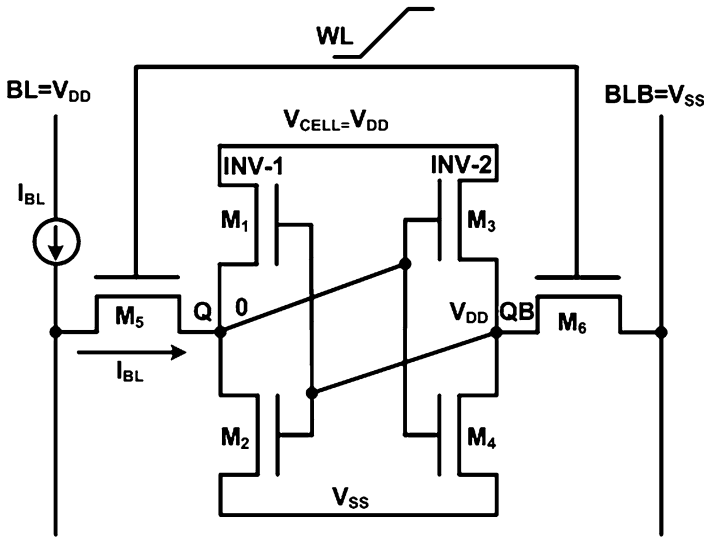 WL
BL=VDD
BLB=VSS
VCELL=VDD
INV-1
INV-2
IBL
M1
M3
Q
0
VDD
QB
M5
M6
IBL
M2
M4
VSS